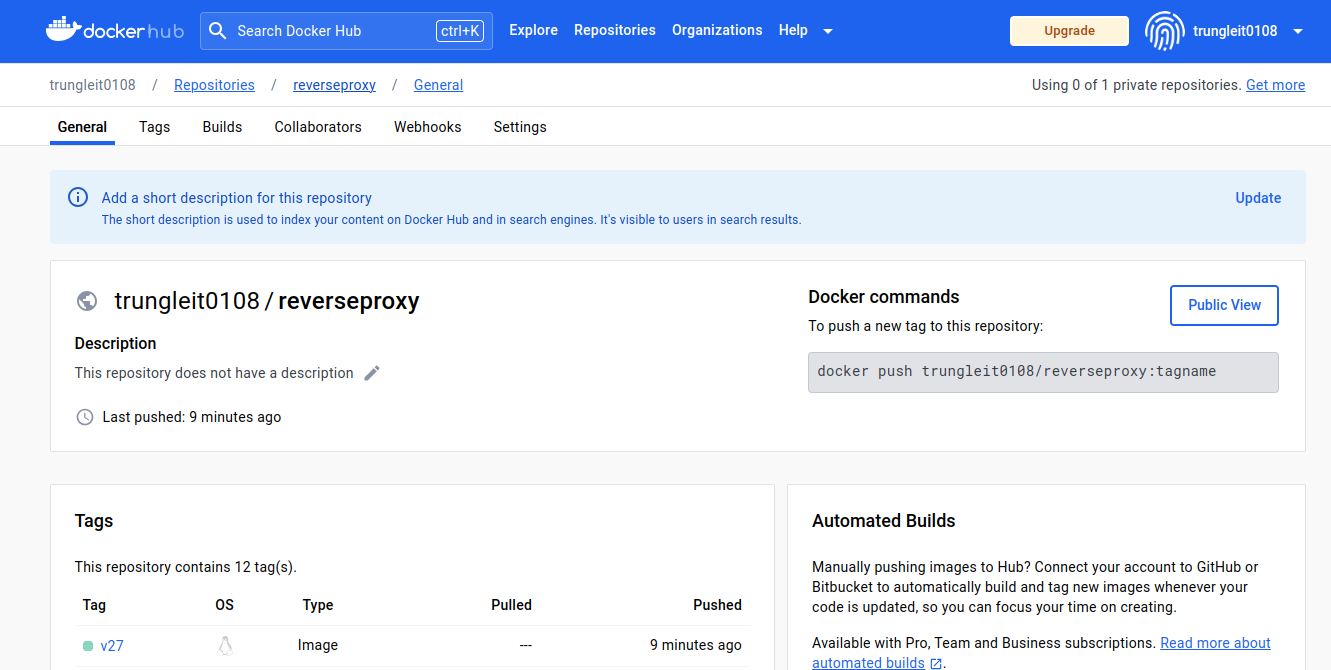 docker hub
Search Docker Hub
ctrl+K
Explore
Repositories
Organizations
Help
Upgrade
trungleit0108
trungleit0108 / Repositories / reverseproxy / General
Using 0 of 1 private repositories. Get more
General
Tags
Builds
Collaborators
Webhooks
Settings
Add a short description for this repository
Update
The short description is used to index your content on Docker Hub and in search engines. It's visible to users in search results.
trungleit0108 / reverseproxy
Description
This repository does not have a description
Last pushed: 9 minutes ago
Docker commands
Public View
To push a new tag to this repository:
docker push trungleit0108/reverseproxy:tagname
Tags
This repository contains 12 tag(s).
Tag OS Type Pulled Pushed
v27 Image --- 9 minutes ago
Automated Builds
Manually pushing images to Hub? Connect your account to GitHub or
Bitbucket to automatically build and tag new images whenever your
code is updated, so you can focus your time on creating.
Available with Pro, Team and Business subscriptions. Read more about
automated builds.